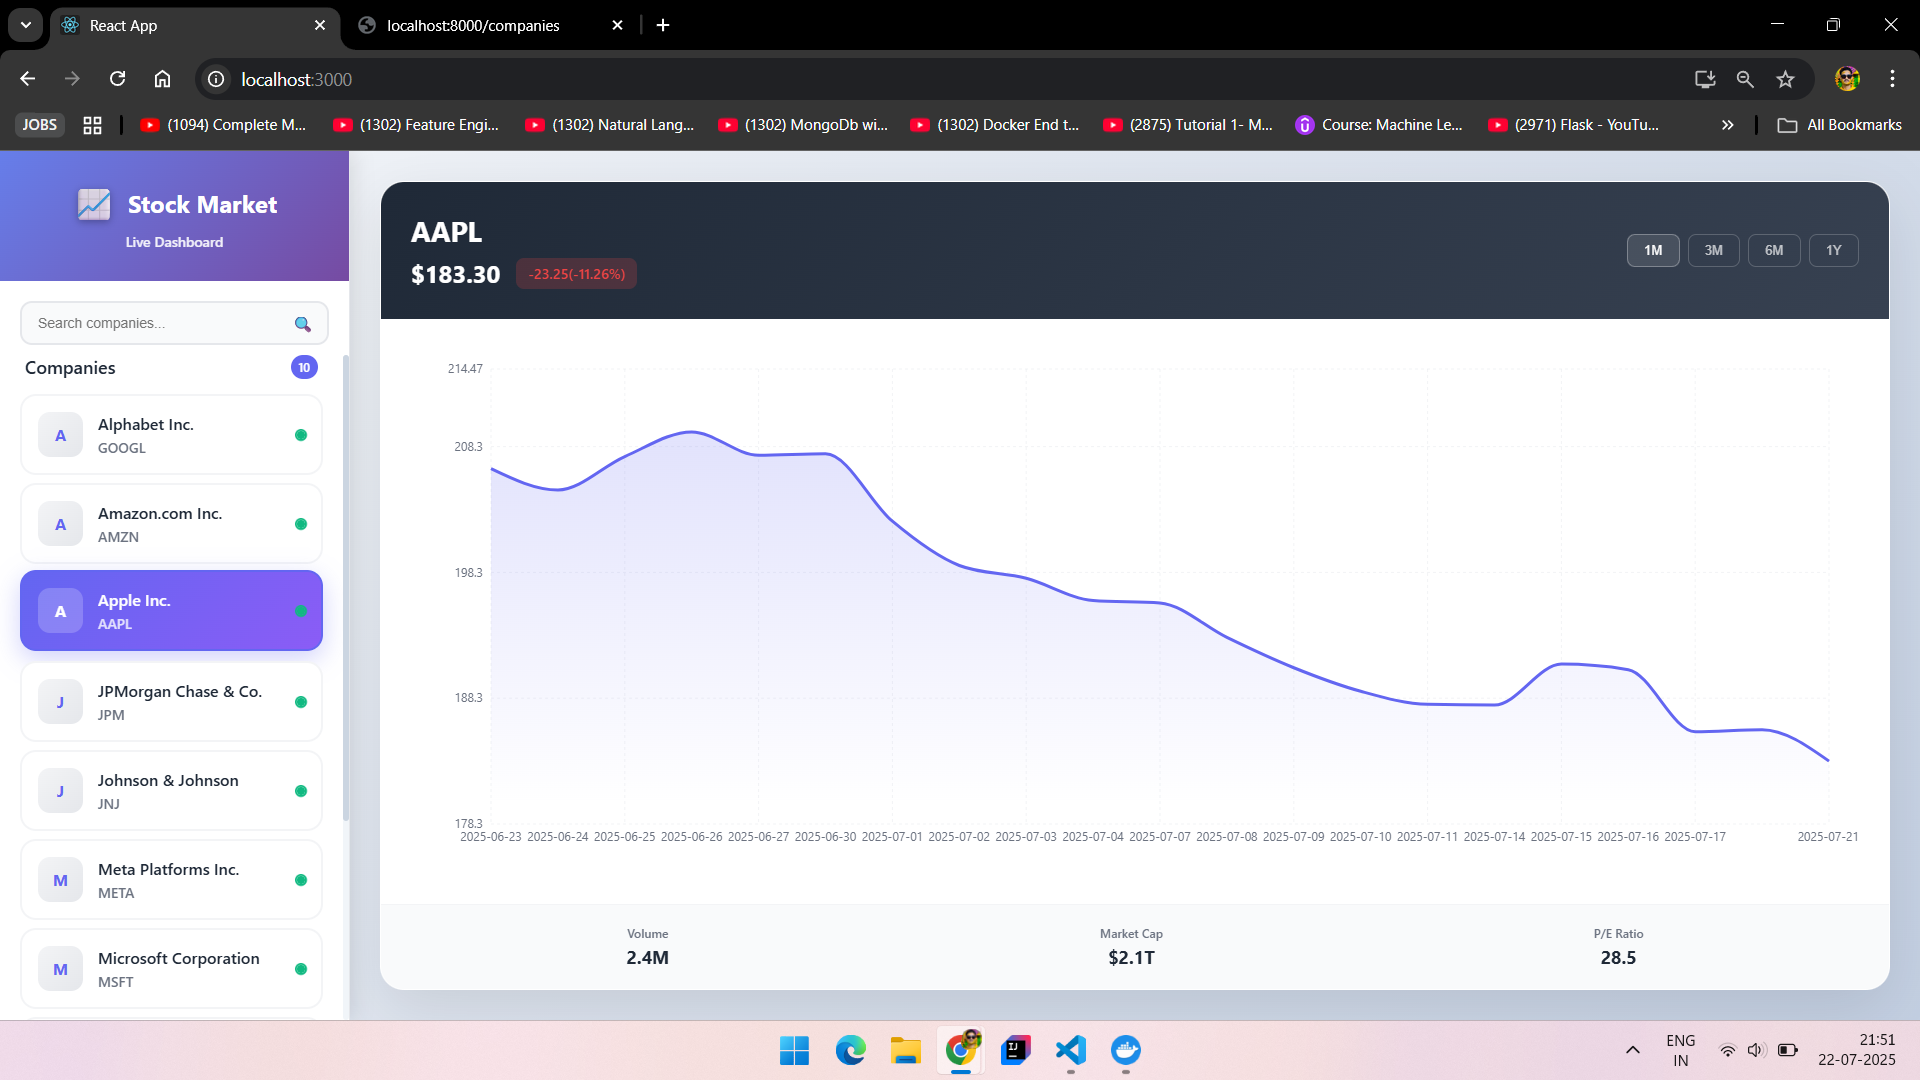 React App
localhost:8000/companies
localhost:3000
JOBS
(1094) Complete M...
(1302) Feature Engi...
(1302) Natural Lang...
(1302) MongoDb wi...
(1302) Docker End t...
(2875) Tutorial 1- M...
Course: Machine Le...
(2971) Flask - YouTu...
All Bookmarks
Stock Market
Live Dashboard
Search companies...
Companies
10
A
Alphabet Inc.
GOOGL
A
Amazon.com Inc.
AMZN
A
Apple Inc.
AAPL
J
JPMorgan Chase & Co.
JPM
J
Johnson & Johnson
JNJ
M
Meta Platforms Inc.
META
M
Microsoft Corporation
MSFT
AAPL
$183.30
-23.25(-11.26%)
1M
3M
6M
1Y
214.47
208.3
198.3
188.3
178.3
2025-06-23 2025-06-24 2025-06-25 2025-06-26 2025-06-27 2025-06-30 2025-07-01 2025-07-02 2025-07-03 2025-07-04 2025-07-07 2025-07-08 2025-07-09 2025-07-10 2025-07-11 2025-07-14 2025-07-15 2025-07-16 2025-07-17 2025-07-21
Volume
2.4M
Market Cap
$2.1T
P/E Ratio
28.5
IJ
ENG
IN
21:51
22-07-2025